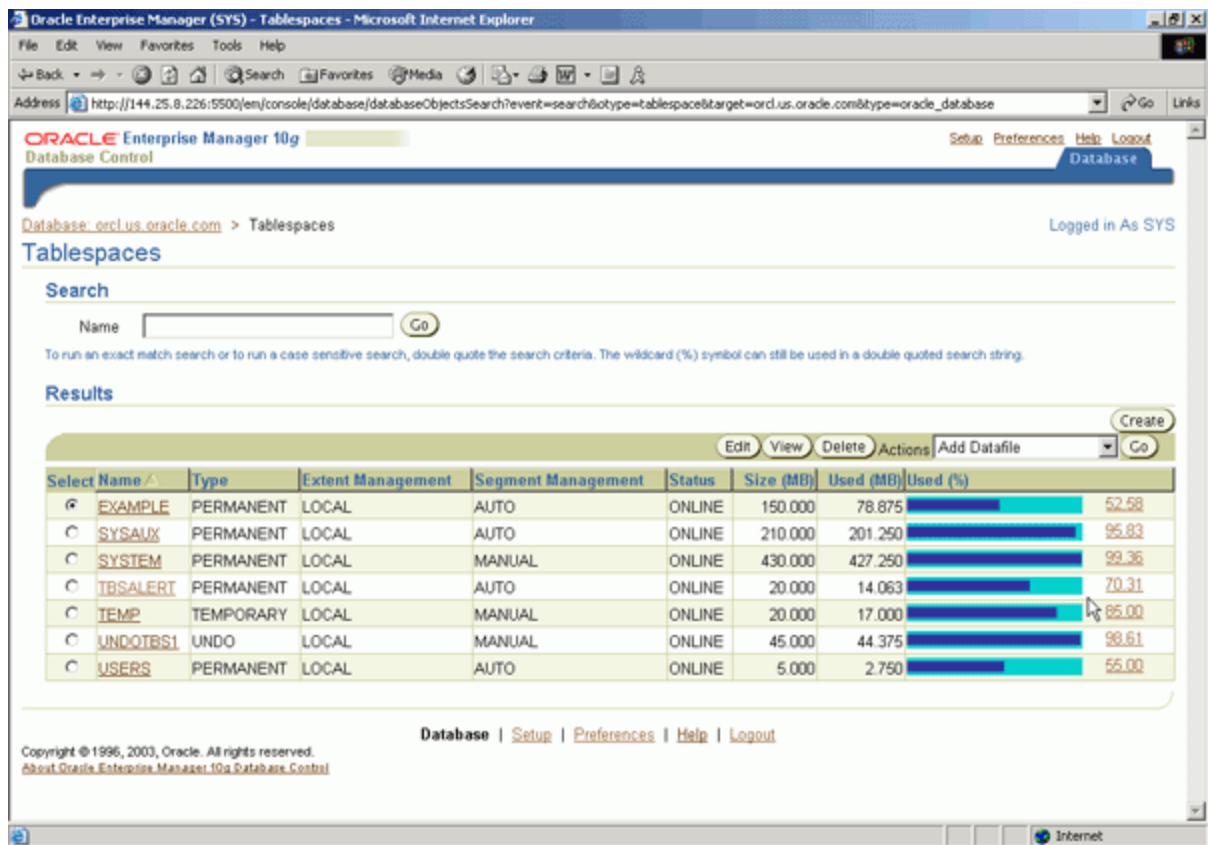 Oracle Enterprise Manager (SYS) - Tablespaces - Microsoft Internet Explorer
File Edit View Favorites Tools Help
Back Search Favorites Media
Address http://144.25.8.226:5500/em/console/database/databaseObjectsSearch?event=search&otype=tablespace&target=orcl.us.oracle.com&type=oracle_database Go Links
ORACLE Enterprise Manager 10g
Setup Preferences Help Logout
Database Control
Database
Database: orcl.us.oracle.com > Tablespaces
Logged in As SYS
Tablespaces
Search
Name Go
To run an exact match search or to run a case sensitive search, double quote the search criteria. The wildcard (%) symbol can still be used in a double quoted search string.
Results
Create
Edit View Delete Actions Add Datafile Go
Select Name Type Extent Management Segment Management Status Size (MB) Used (MB) Used (%)
EXAMPLE PERMANENT LOCAL AUTO ONLINE 150.000 78.875 52.58
SYSAUX PERMANENT LOCAL AUTO ONLINE 210.000 201.250 95.83
SYSTEM PERMANENT LOCAL MANUAL ONLINE 430.000 427.250 99.36
TBSALERT PERMANENT LOCAL AUTO ONLINE 20.000 14.063 70.31
TEMP TEMPORARY LOCAL MANUAL ONLINE 20.000 17.000 85.00
UNDOTBS1 UNDO LOCAL MANUAL ONLINE 45.000 44.375 98.61
USERS PERMANENT LOCAL AUTO ONLINE 5.000 2.750 55.00
Database | Setup | Preferences | Help | Logout
Copyright © 1996, 2003, Oracle. All rights reserved.
About Oracle Enterprise Manager 10g Database Control
Internet